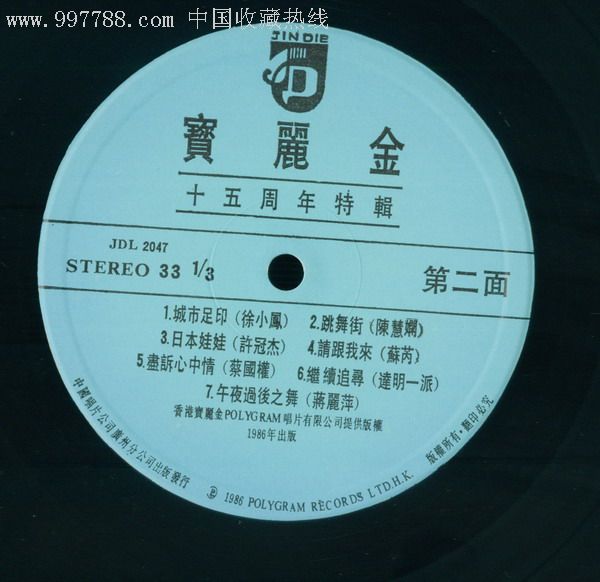 www.997788.com 中国收藏热线
JINDIE
寶麗金
十五周年特輯
JDL 2047
STEREO 33 1/3
第二面
1.城市足印(徐小鳳) 2.跳舞街(陳慧嫻)
3.日本娃娃(許冠杰) 4.請跟我來(蘇芮)
5.盡訴心中情(蔡國權) 6.繼續追尋(達明一派)
7.午夜過後之舞(蔣麗萍)
香港寶麗金POLYGRAM唱片有限公司提供版權
1986年出版
中國唱片公司廣州分公司出版發行
Ⓟ 1986 POLYGRAM RECORDS LTD.H.K.
版權所有·翻印必究